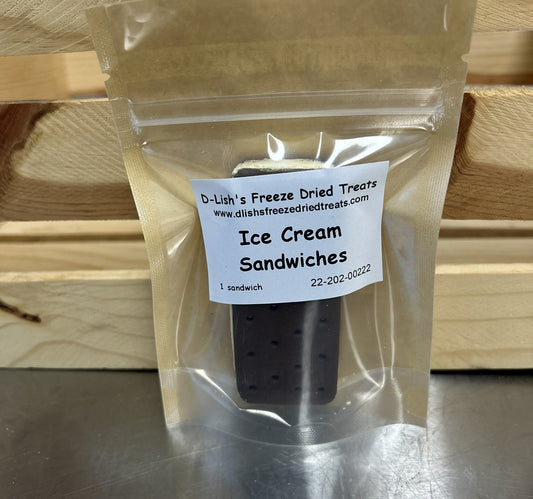 D-Lish's Freeze Dried Treats
www.dlishsfreezedriedtreats.com
Ice Cream
Sandwiches
1 sandwich 22-202-00222